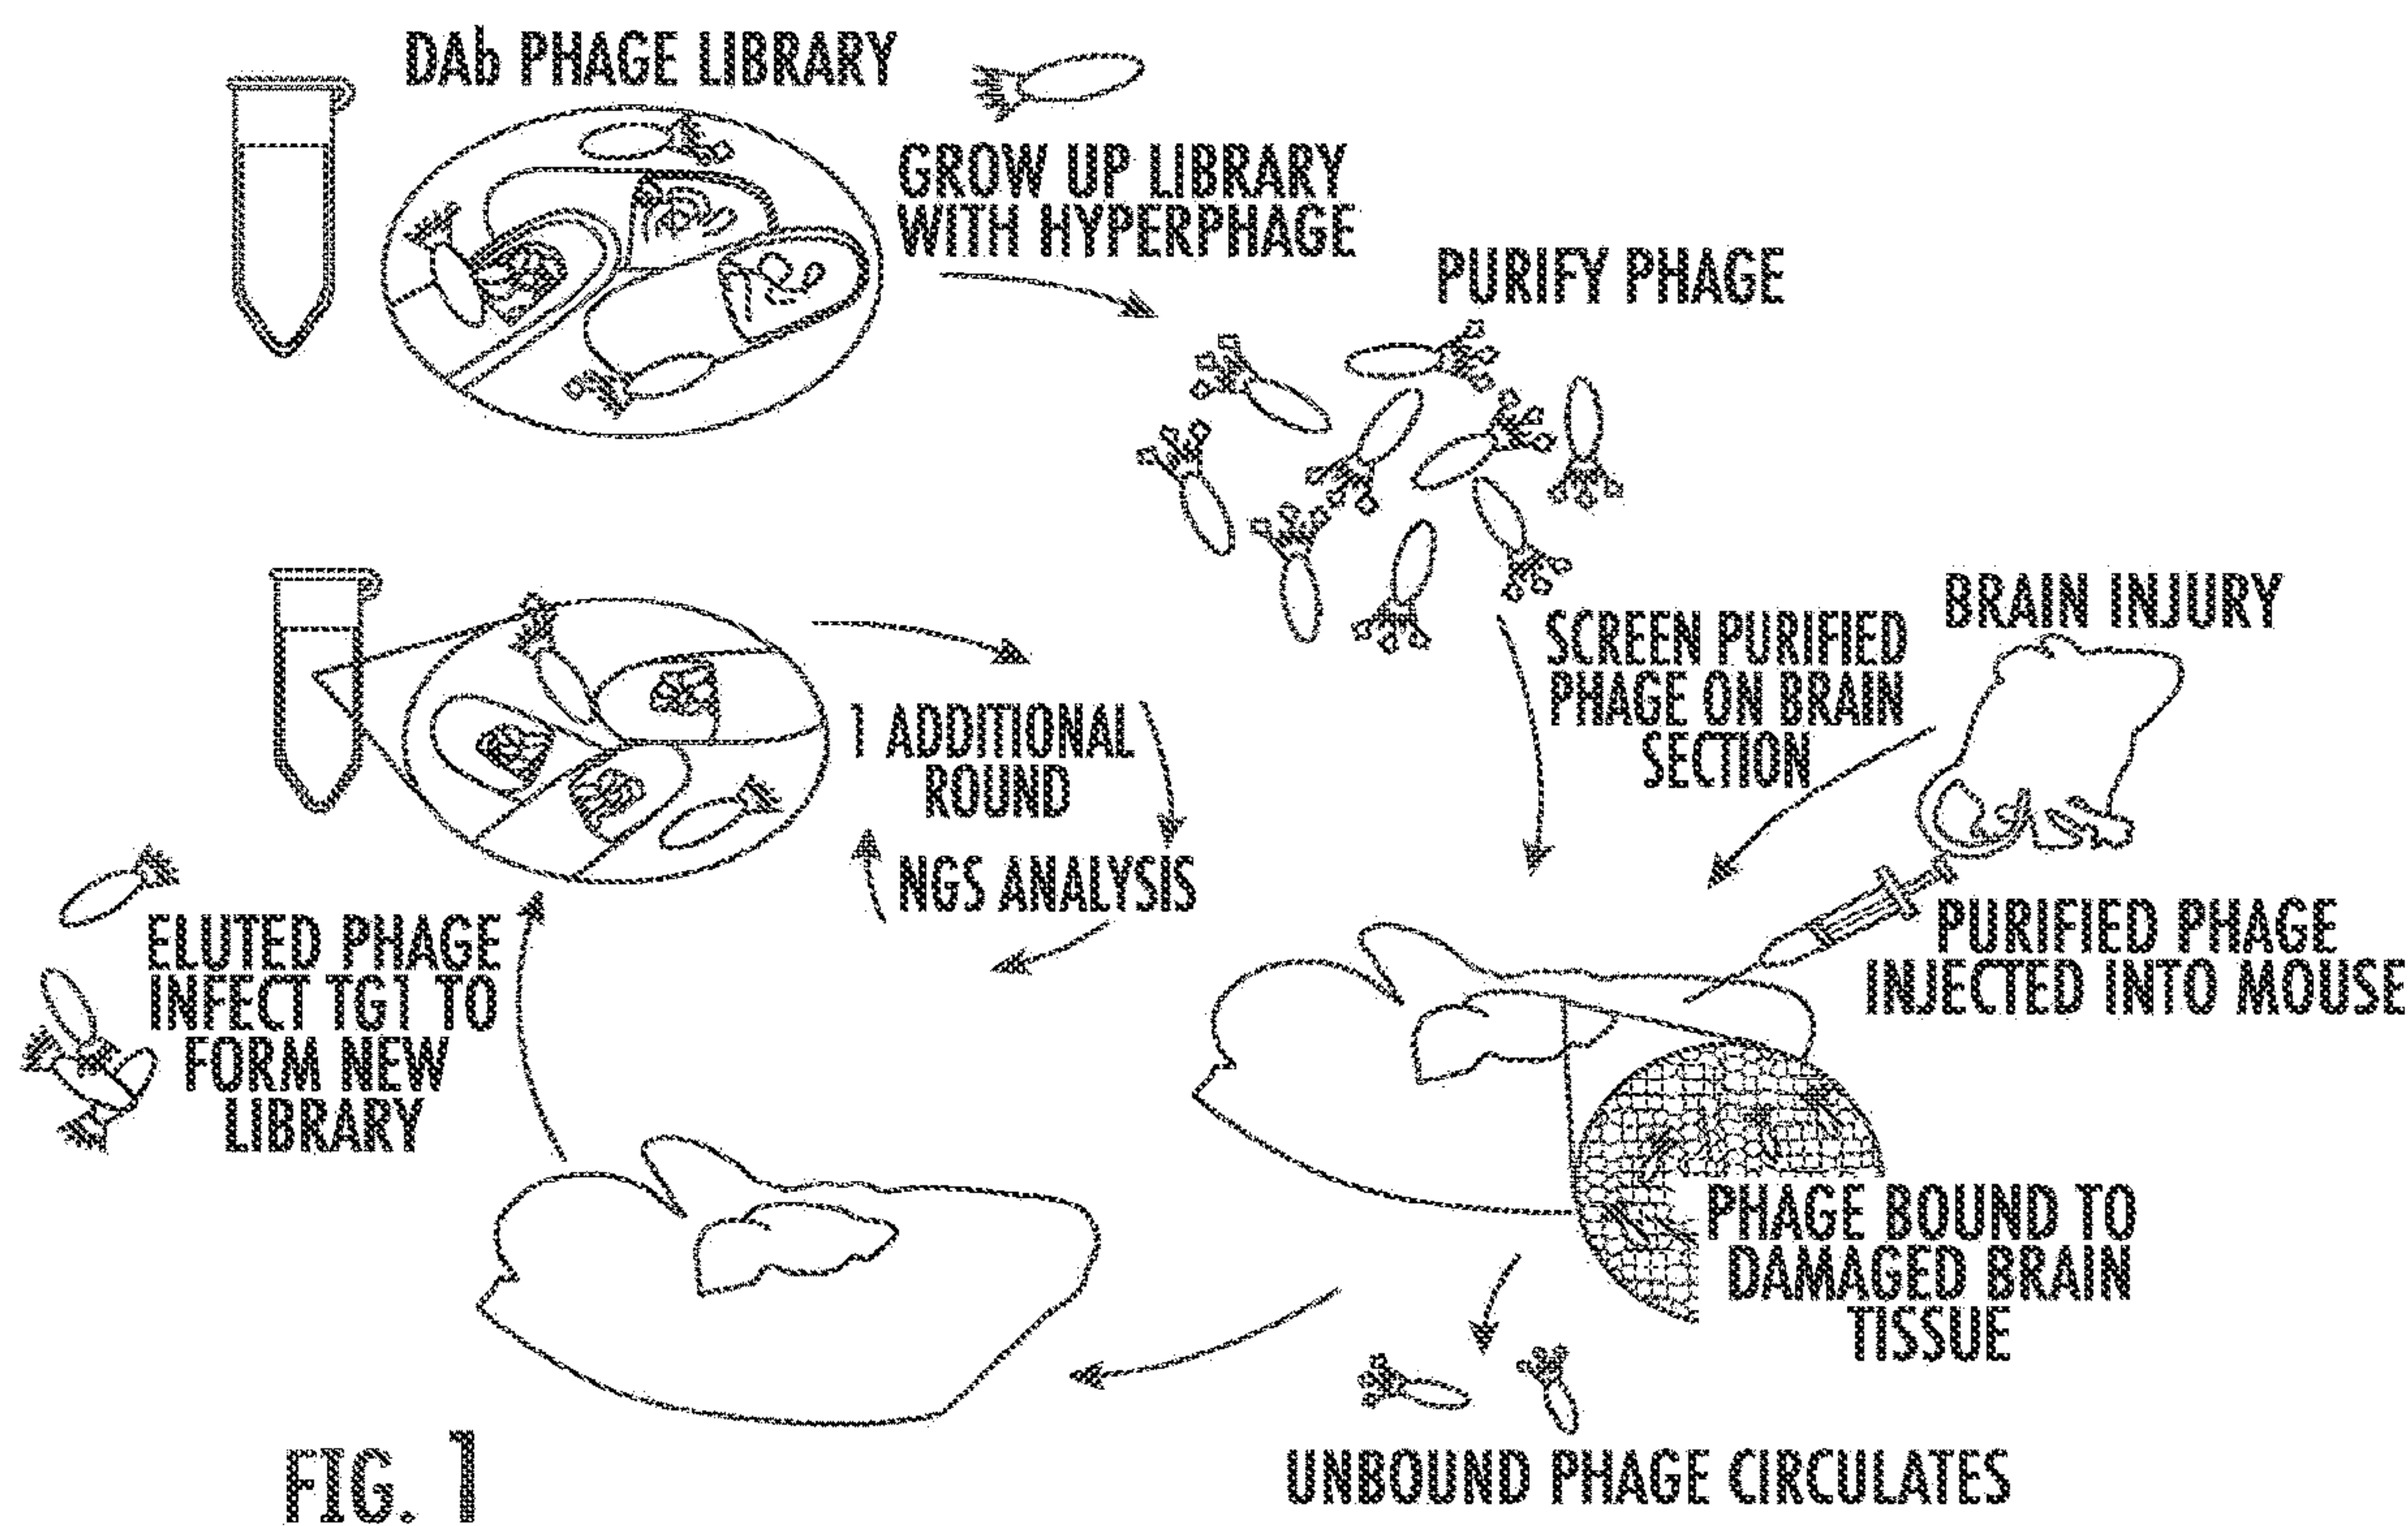 DAb PHAGE LIBRARY
GROW UP LIBRARY
WITH HYPERPHAGE
PURIFY PHAGE
SCREEN PURIFIED
PHAGE ON BRAIN
SECTION
BRAIN INJURY
1 ADDITIONAL
ROUND
NGS ANALYSIS
PURIFIED PHAGE
INJECTED INTO MOUSE
ELUTED PHAGE
INFECT TG1 TO
FORM NEW
LIBRARY
PHAGE BOUND TO
DAMAGED BRAIN
TISSUE
UNBOUND PHAGE CIRCULATES
FIG. 1